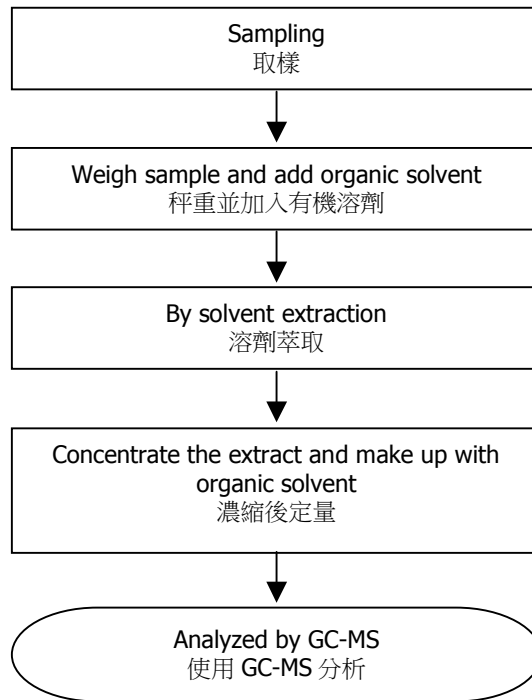 Sampling
取樣
Weigh sample and add organic solvent
秤重並加入有機溶劑
By solvent extraction
溶劑萃取
Concentrate the extract and make up with
organic solvent
濃縮後定量
Analyzed by GC-MS
使用 GC-MS 分析